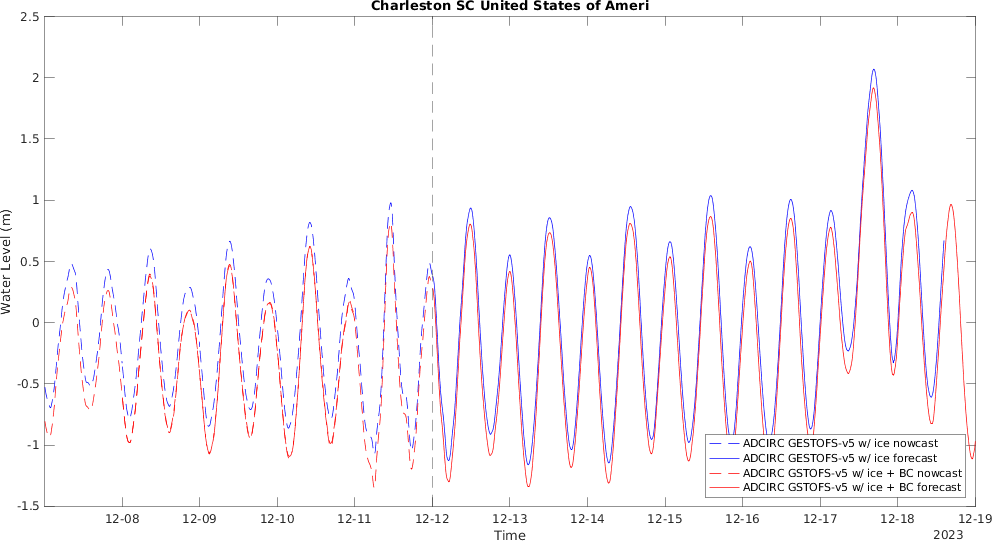 Charleston SC United States of Ameri
Water Level (m)
2.5
2
1.5
1
0.5
0
-0.5
-1
-1.5
ADCIRC GESTOFS-v5 w/ ice nowcast
ADCIRC GESTOFS-v5 w/ ice forecast
ADCIRC GSTOFS-v5 w/ ice + BC nowcast
ADCIRC GSTOFS-v5 w/ ice + BC forecast
12-08 12-09 12-10 12-11 12-12 12-13 12-14 12-15 12-16 12-17 12-18 12-19
Time
2023